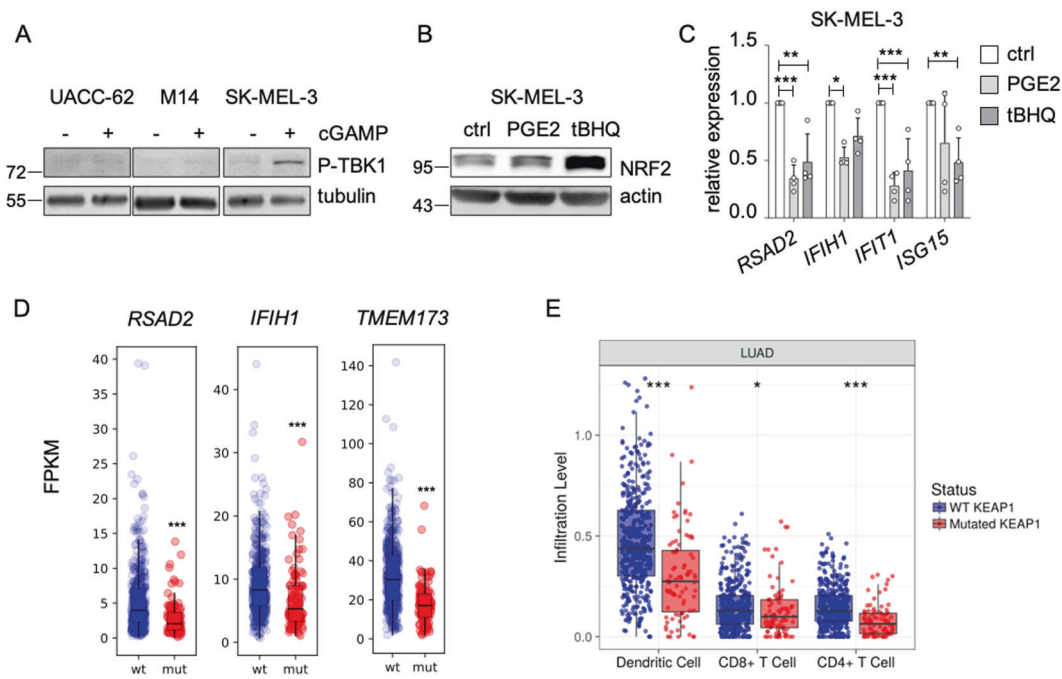 A
UACC-62 M14 SK-MEL-3
- + - + - + cGAMP
72 P-TBK1
55 tubulin
B
SK-MEL-3
ctrl PGE2 tBHQ
95 NRF2
43 actin
C
SK-MEL-3
relative expression
1.5
1.0
0.5
0.0
** *** ** 
*** * ***
RSAD2 IFIH1 IFIT1 ISG15
ctrl
PGE2
tBHQ
D
RSAD2 IFIH1 TMEM173
FPKM
40
35
30
25
20
15
10
5
0
***
wt mut
40
30
20
10
0
***
wt mut
140
120
100
80
60
40
20
0
***
wt mut
E
LUAD
*** * ***
Infiltration Level
1.0
0.5
0.0
Dendritic Cell CD8+ T Cell CD4+ T Cell
Status
WT KEAP1
Mutated KEAP1